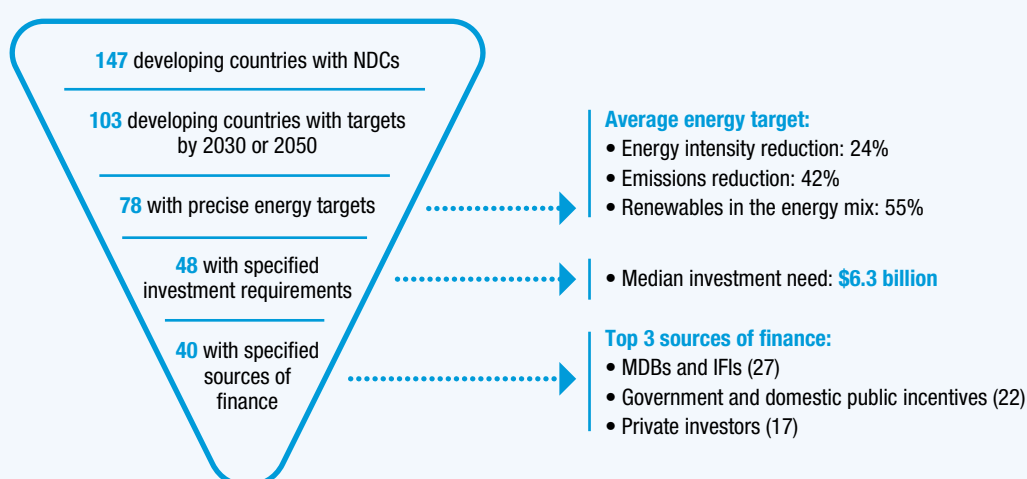 147 developing countries with NDCs
103 developing countries with targets
by 2030 or 2050
78 with precise energy targets
48 with specified
investment requirements
40 with specified
sources of
finance
Average energy target:
• Energy intensity reduction: 24%
• Emissions reduction: 42%
• Renewables in the energy mix: 55%
• Median investment need: $6.3 billion
Top 3 sources of finance:
• MDBs and IFIs (27)
• Government and domestic public incentives (22)
• Private investors (17)